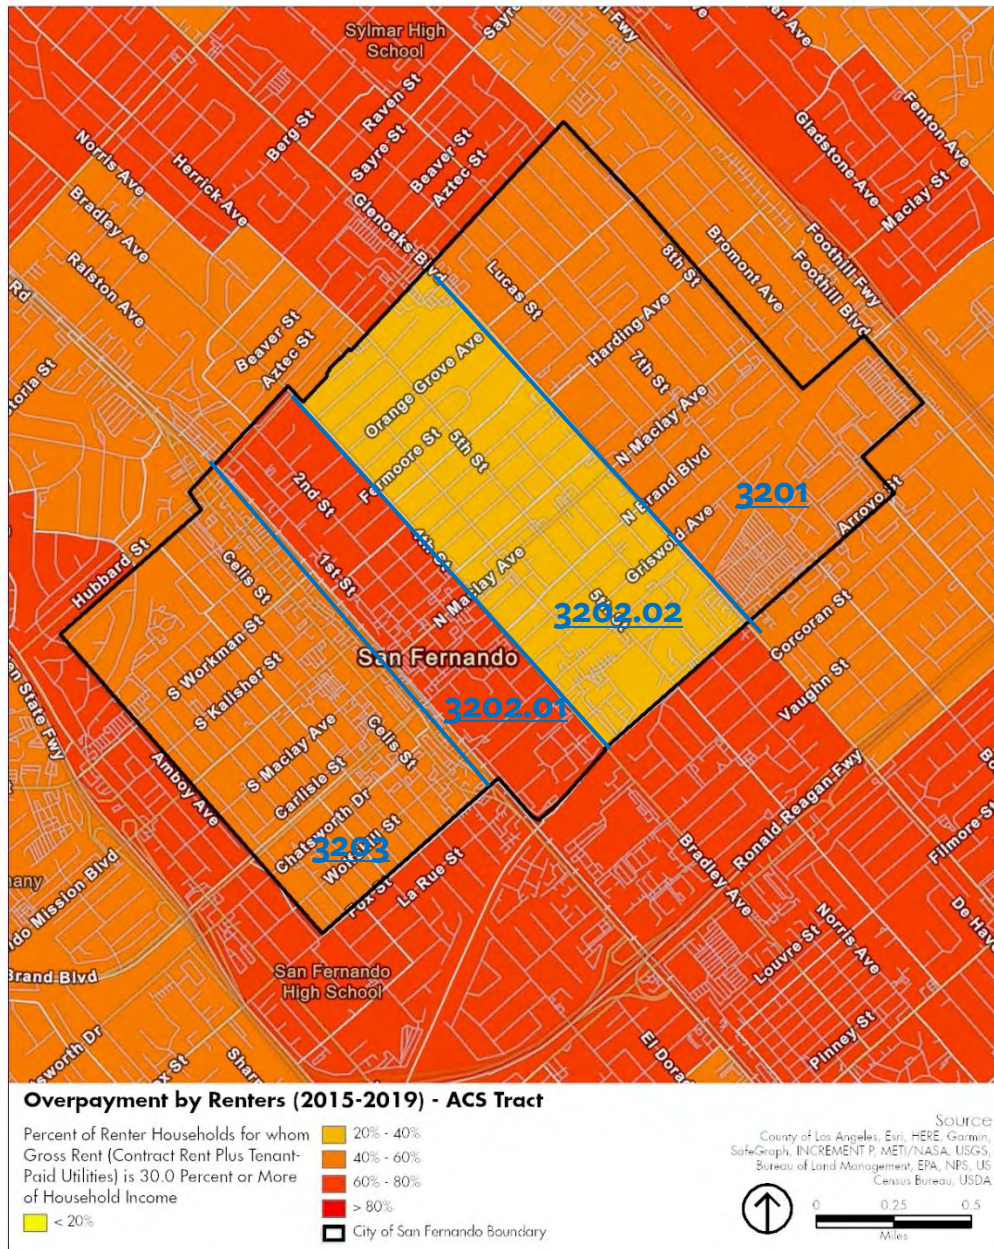 Sylmar High
School
Raven St
Sayre St
Berg St
Beaver St
Aztec St
Norris Ave
Herrick Ave
Bradley Ave
Ralston Ave
Glenoaks Blvd
Fenton Ave
Gladstone Ave
Maclay St
Foothill Fwy
Foothill Blvd
Bromont Ave
8th St
Lucas St
Harding Ave
7th St
Rd
Beaver St
Aztec St
Orange Grove Ave
N Maclay Ave
5th St
Fermoore St
N Brand Blvd
3201
2nd St
Arroyo St
4th St
Griswold Ave
Hubbard St
1st St
N Maclay Ave
Celis St
3202.02
Corcoran St
S Workman St
San Fernando
Vaughn St
S Kalisher St
3202.01
Celis St
S Maclay Ave
Amboy Ave
Carlisle St
Ronald Reagan Fwy
Chatsworth Dr
3203
Filmore St
La Rue St
Fox St
Bradley Ave
Norris Ave
Louvre St
San Fernando
High School
Brand Blvd
Pinney St
Overpayment by Renters (2015-2019) - ACS Tract
Percent of Renter Households for whom
Gross Rent (Contract Rent Plus Tenant-
Paid Utilities) is 30.0 Percent or More
of Household Income
< 20%
20% - 40%
40% - 60%
60% - 80%
> 80%
City of San Fernando Boundary
Source
County of Los Angeles, Esri, HERE, Garmin,
SafeGraph, INCREMENT P, METI/NASA, USGS,
Bureau of Land Management, EPA, NPS, US
Census Bureau, USDA
0 0.25 0.5
Miles